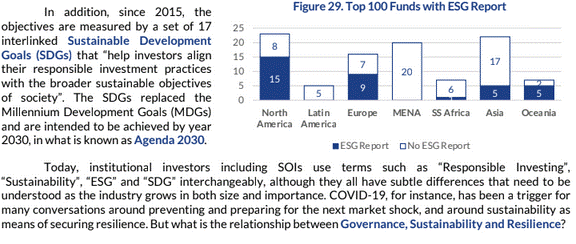 In addition, since 2015, the
objectives are measured by a set of 17
interlinked Sustainable Development
Goals (SDGs) that "help investors align
their responsible investment practices
with the broader sustainable objectives
of society". The SDGs replaced the
Millennium Development Goals (MDGs)
and are intended to be achieved by year
2030, in what is known as Agenda 2030.
Figure 29. Top 100 Funds with ESG Report
25
20
15
10
5
0
8
15
5
7
9
20
6
17
5
2
5
North America
Latin America
Europe
MENA
SS Africa
Asia
Oceania
ESG Report
No ESG Report
Today, institutional investors including SOIs use terms such as "Responsible Investing",
"Sustainability", "ESG" and "SDG" interchangeably, although they all have subtle differences that need to be
understood as the industry grows in both size and importance. COVID-19, for instance, has been a trigger for
many conversations around preventing and preparing for the next market shock, and around sustainability as
means of securing resilience. But what is the relationship between Governance, Sustainability and Resilience?